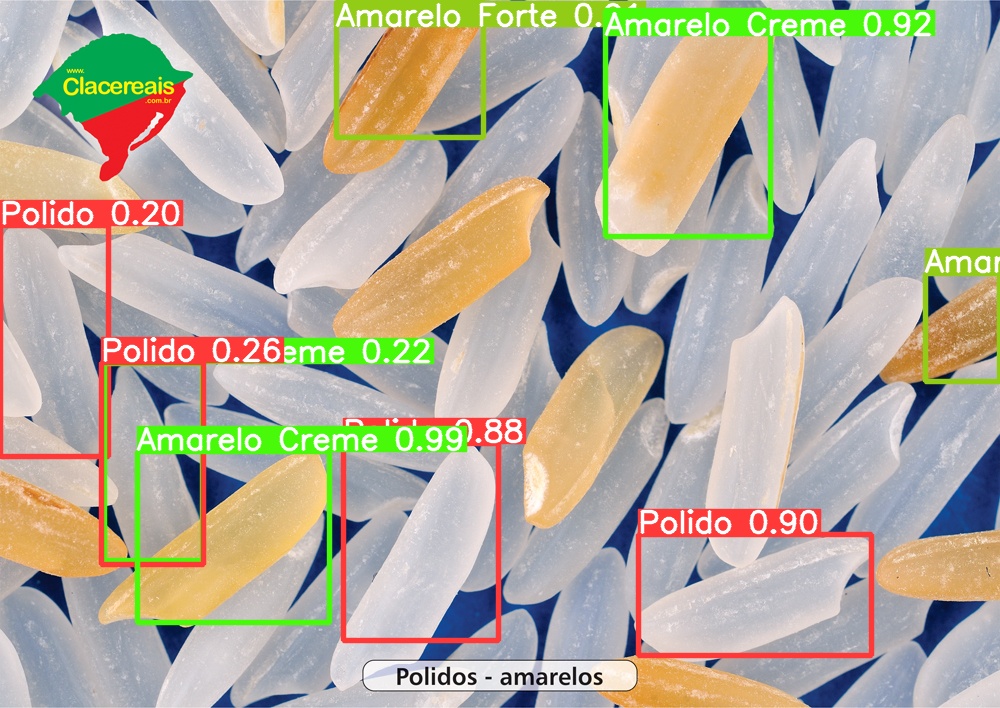 Amarelo Forte
Amarelo Creme 0.92
www.
Clacereais
.com.br
Polido 0.20
Amar
Polido 0.26
eme 0.22
0.88
Amarelo Creme 0.99
Polido 0.90
Polidos - amarelos